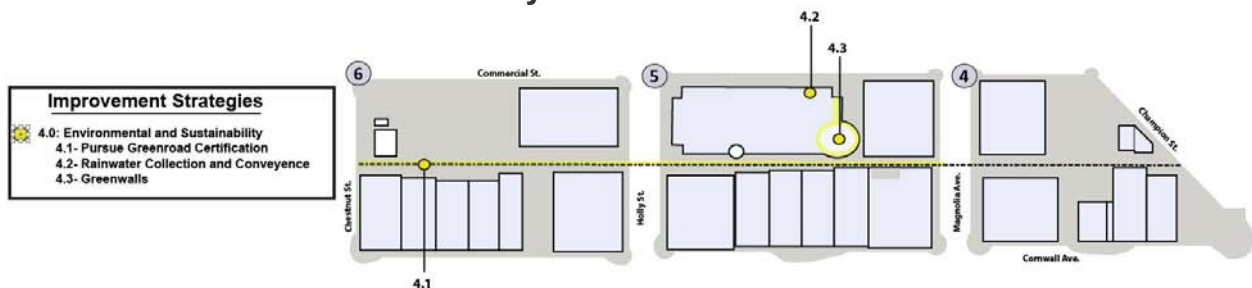 Improvement Strategies
4.0: Environmental and Sustainability
4.1- Pursue Greenroad Certification
4.2- Rainwater Collection and Conveyence
4.3- Greenwalls
6
Commercial St.
Chestnut St.
4.1
Holly St.
5
4.2
4.3
4
Magnolia Ave.
Champion St.
Cornwall Ave.